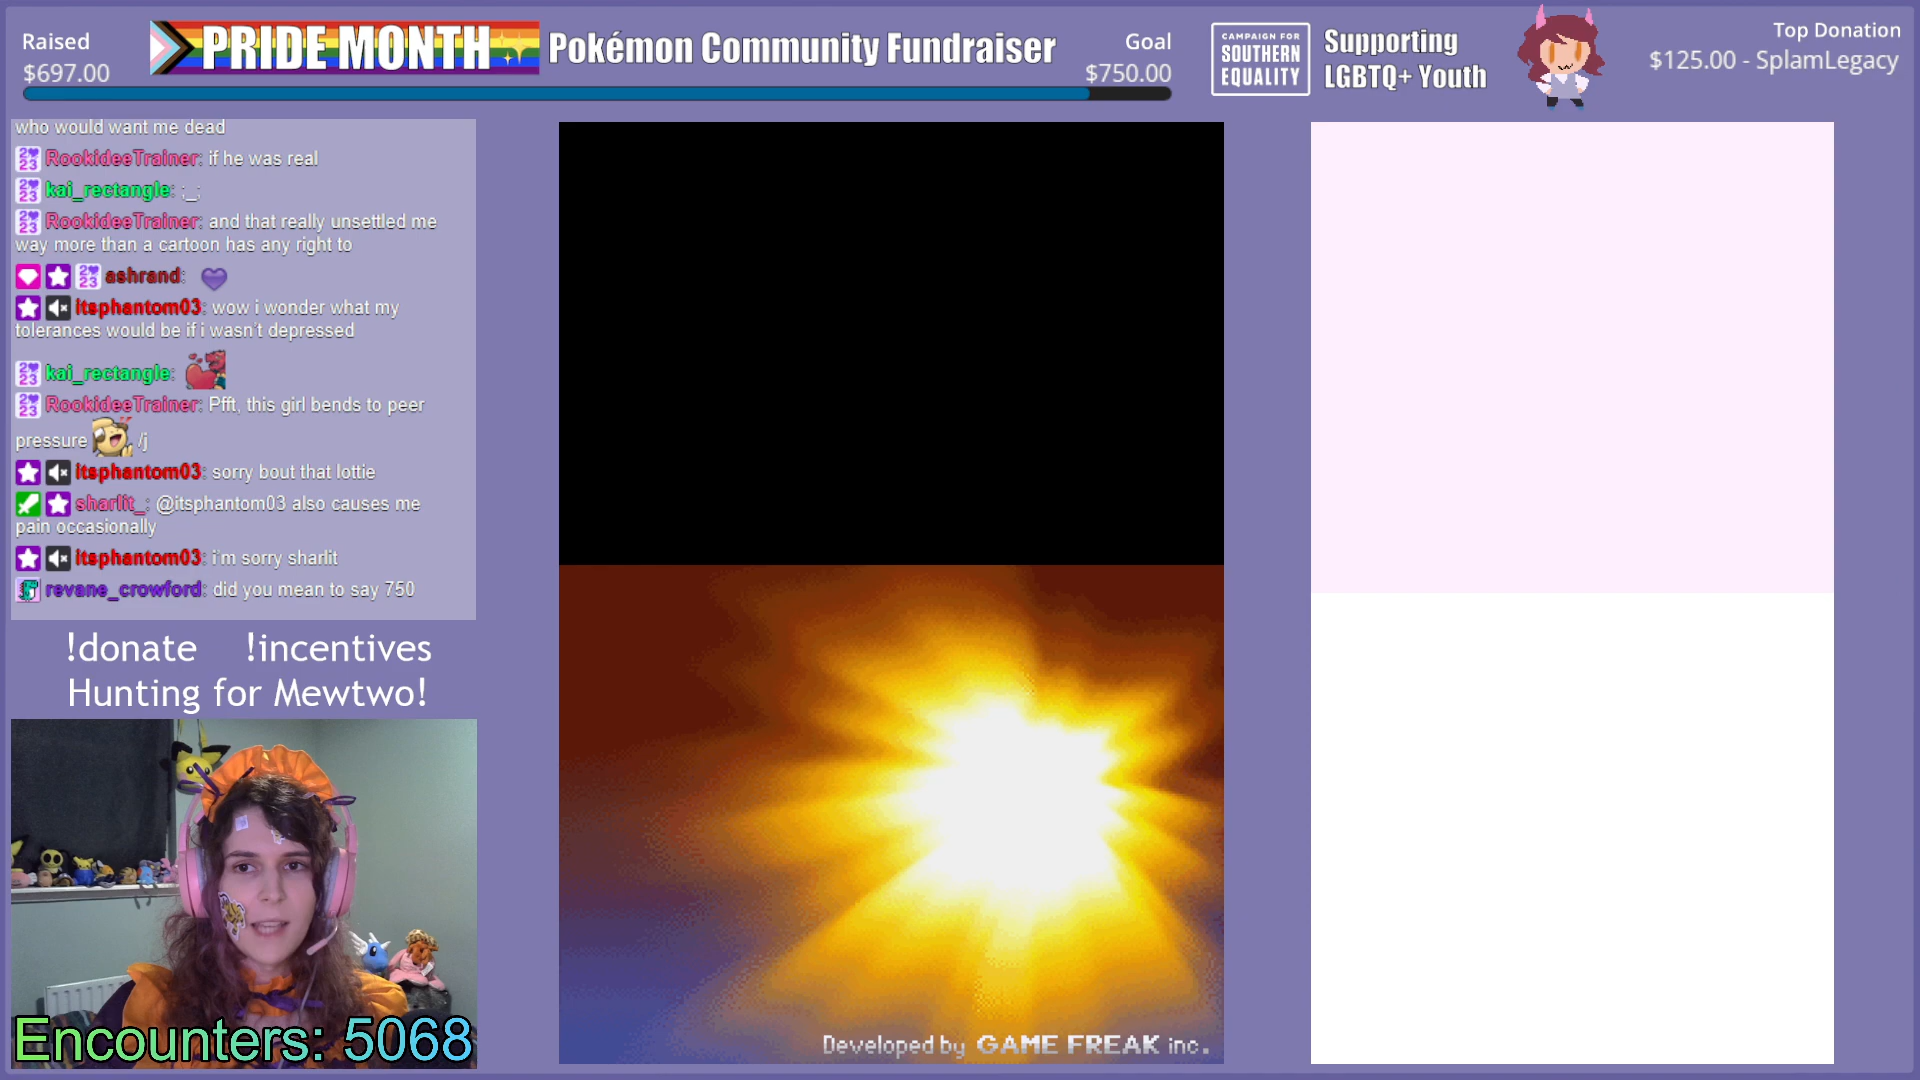 Raised
$697.00
PRIDE MONTH
Pokémon Community Fundraiser
Goal
$750.00
CAMPAIGN FOR
SOUTHERN
EQUALITY
Supporting
LGBTQ+ Youth
Top Donation
$125.00 - SplamLegacy
who would want me dead
RookideeTrainer: if he was real
kai_rectangle: ;_;
RookideeTrainer: and that really unsettled me
way more than a cartoon has any right to
ashrand:
itsphantom03: wow i wonder what my
tolerances would be if i wasn't depressed
kai_rectangle:
RookideeTrainer: Pfft, this girl bends to peer
pressure /j
itsphantom03: sorry bout that lottie
sharlit_: @itsphantom03 also causes me
pain occasionally
itsphantom03: i'm sorry sharlit
revane_crowford: did you mean to say 750
!donate !incentives
Hunting for Mewtwo!
Encounters: 5068
Developed by GAME FREAK inc.